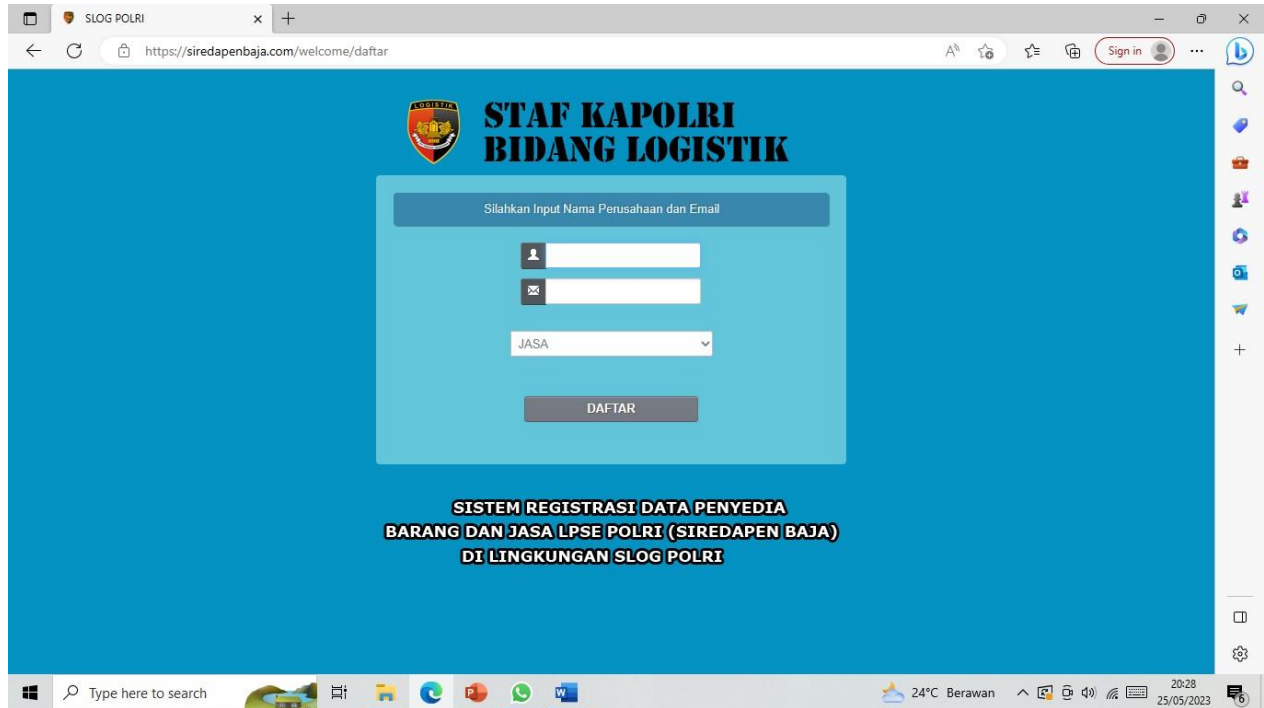 SLOG POLRI
https://siredapenbaja.com/welcome/daftar
Sign in
LOGISTIK
STAF KAPOLRI
BIDANG LOGISTIK
Silahkan Input Nama Perusahaan dan Email
JASA
DAFTAR
SISTEM REGISTRASI DATA PENYEDIA
BARANG DAN JASA LPSE POLRI (SIREDAPEN BAJA)
DI LINGKUNGAN SLOG POLRI
Type here to search
24°C Berawan
20:28
25/05/2023
6